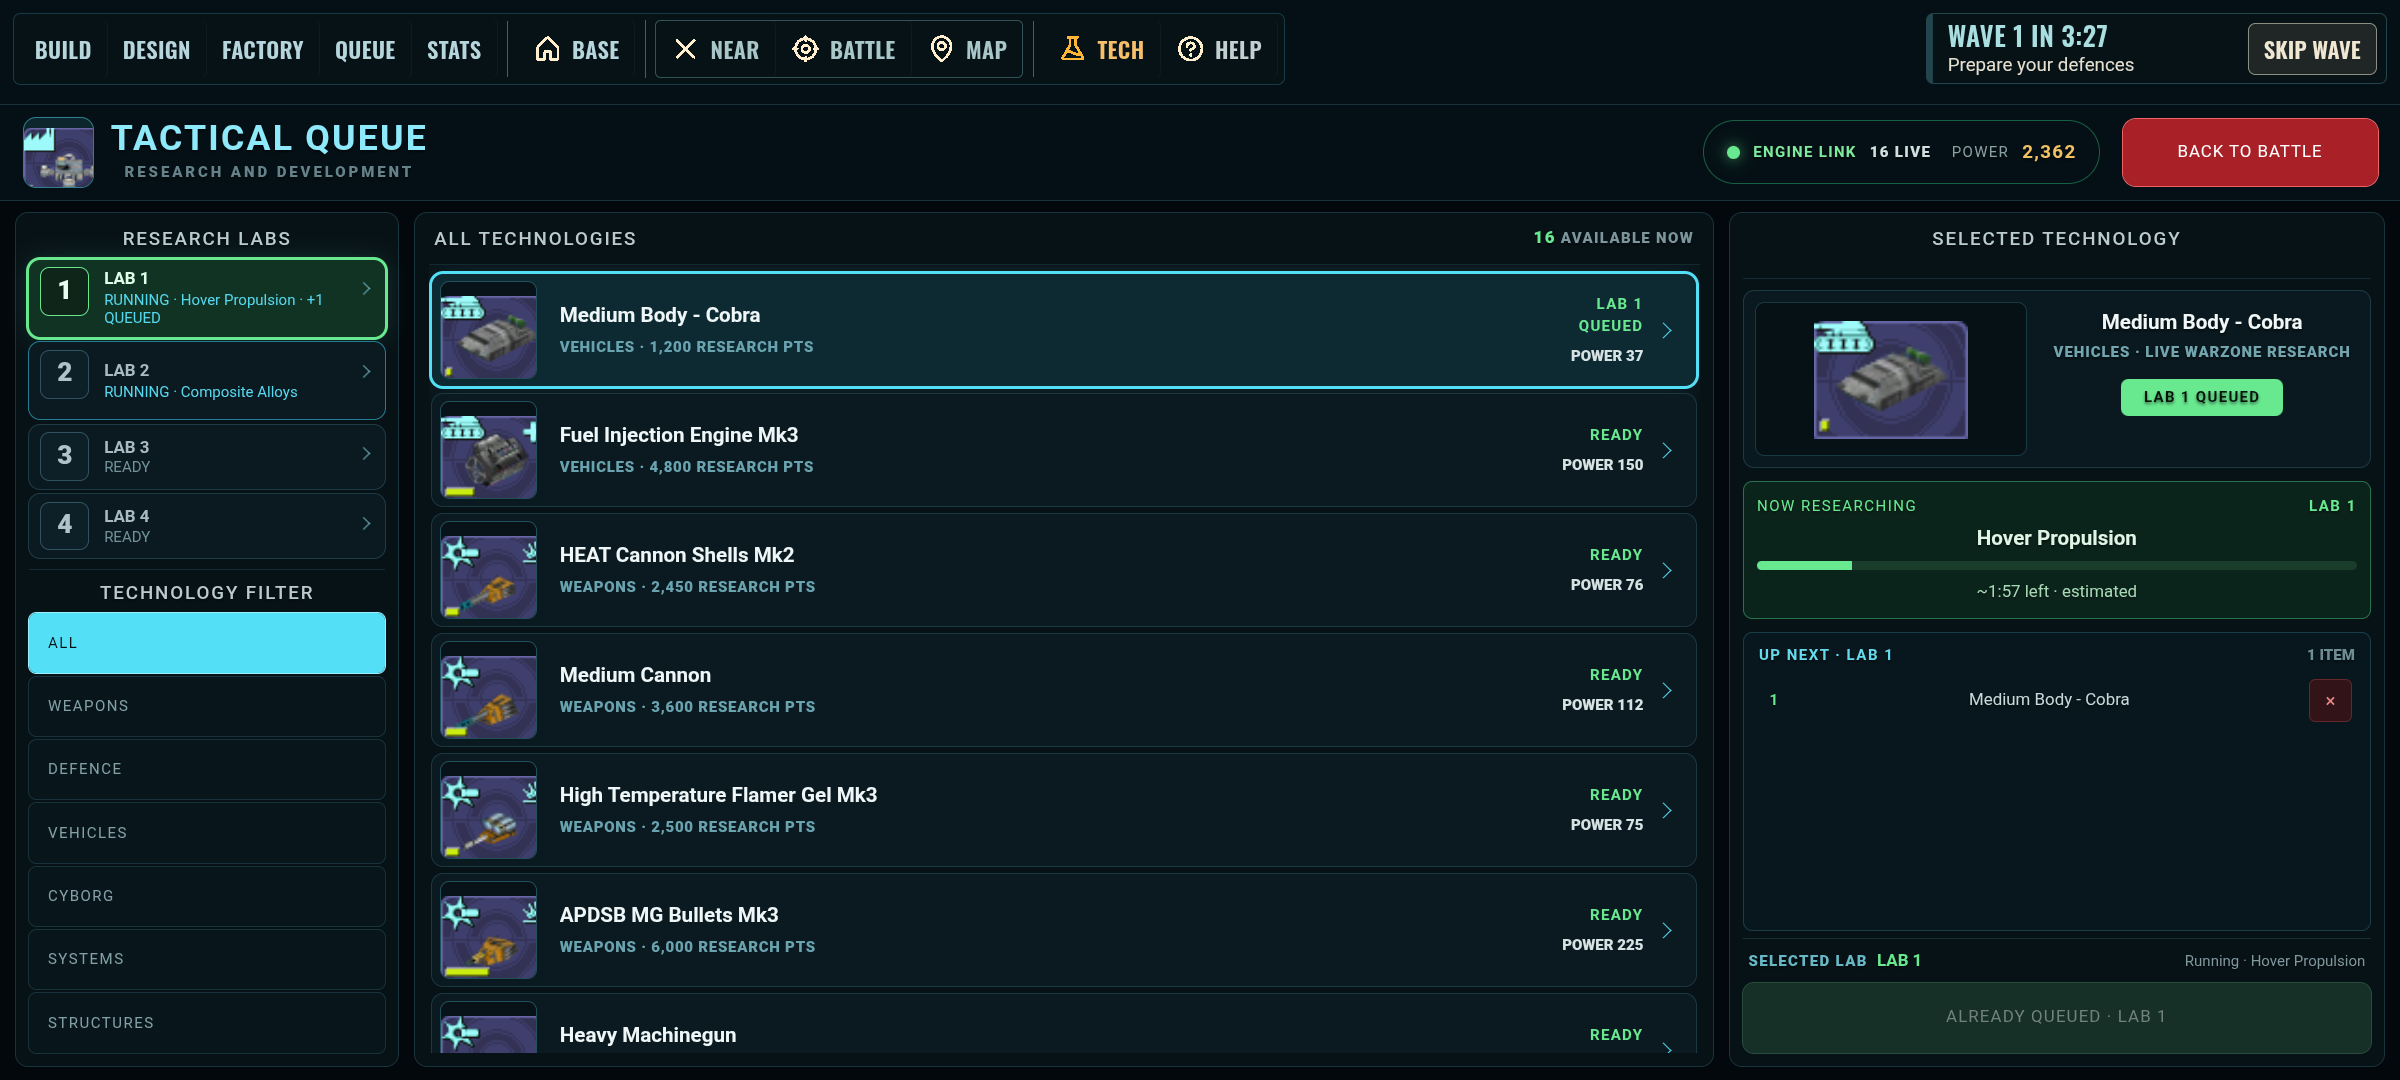 BUILD
DESIGN
FACTORY
QUEUE
STATS
BASE
NEAR
BATTLE
MAP
TECH
HELP
WAVE 1 IN 3:27
Prepare your defences
SKIP WAVE
TACTICAL QUEUE
RESEARCH AND DEVELOPMENT
ENGINE LINK 16 LIVE POWER 2,362
BACK TO BATTLE
RESEARCH LABS
1
LAB 1
RUNNING · Hover Propulsion · +1
QUEUED
2
LAB 2
RUNNING · Composite Alloys
3
LAB 3
READY
4
LAB 4
READY
TECHNOLOGY FILTER
ALL
WEAPONS
DEFENCE
VEHICLES
CYBORG
SYSTEMS
STRUCTURES
ALL TECHNOLOGIES
16 AVAILABLE NOW
Medium Body - Cobra
VEHICLES · 1,200 RESEARCH PTS
LAB 1
QUEUED
POWER 37
Fuel Injection Engine Mk3
VEHICLES · 4,800 RESEARCH PTS
READY
POWER 150
HEAT Cannon Shells Mk2
WEAPONS · 2,450 RESEARCH PTS
READY
POWER 76
Medium Cannon
WEAPONS · 3,600 RESEARCH PTS
READY
POWER 112
High Temperature Flamer Gel Mk3
WEAPONS · 2,500 RESEARCH PTS
READY
POWER 75
APDSB MG Bullets Mk3
WEAPONS · 6,000 RESEARCH PTS
READY
POWER 225
Heavy Machinegun
READY
SELECTED TECHNOLOGY
Medium Body - Cobra
VEHICLES · LIVE WARZONE RESEARCH
LAB 1 QUEUED
NOW RESEARCHING
LAB 1
Hover Propulsion
~1:57 left · estimated
UP NEXT · LAB 1
1 ITEM
1
Medium Body - Cobra
×
SELECTED LAB LAB 1
Running · Hover Propulsion
ALREADY QUEUED · LAB 1